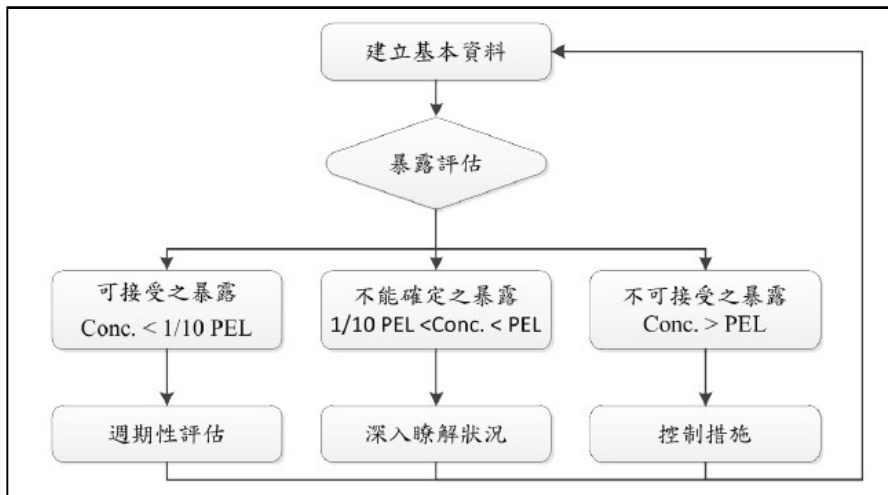 建立基本資料
暴露評估
可接受之暴露
Conc. < 1/10 PEL
不能確定之暴露
1/10 PEL <Conc. < PEL
不可接受之暴露
Conc. > PEL
週期性評估
深入瞭解狀況
控制措施